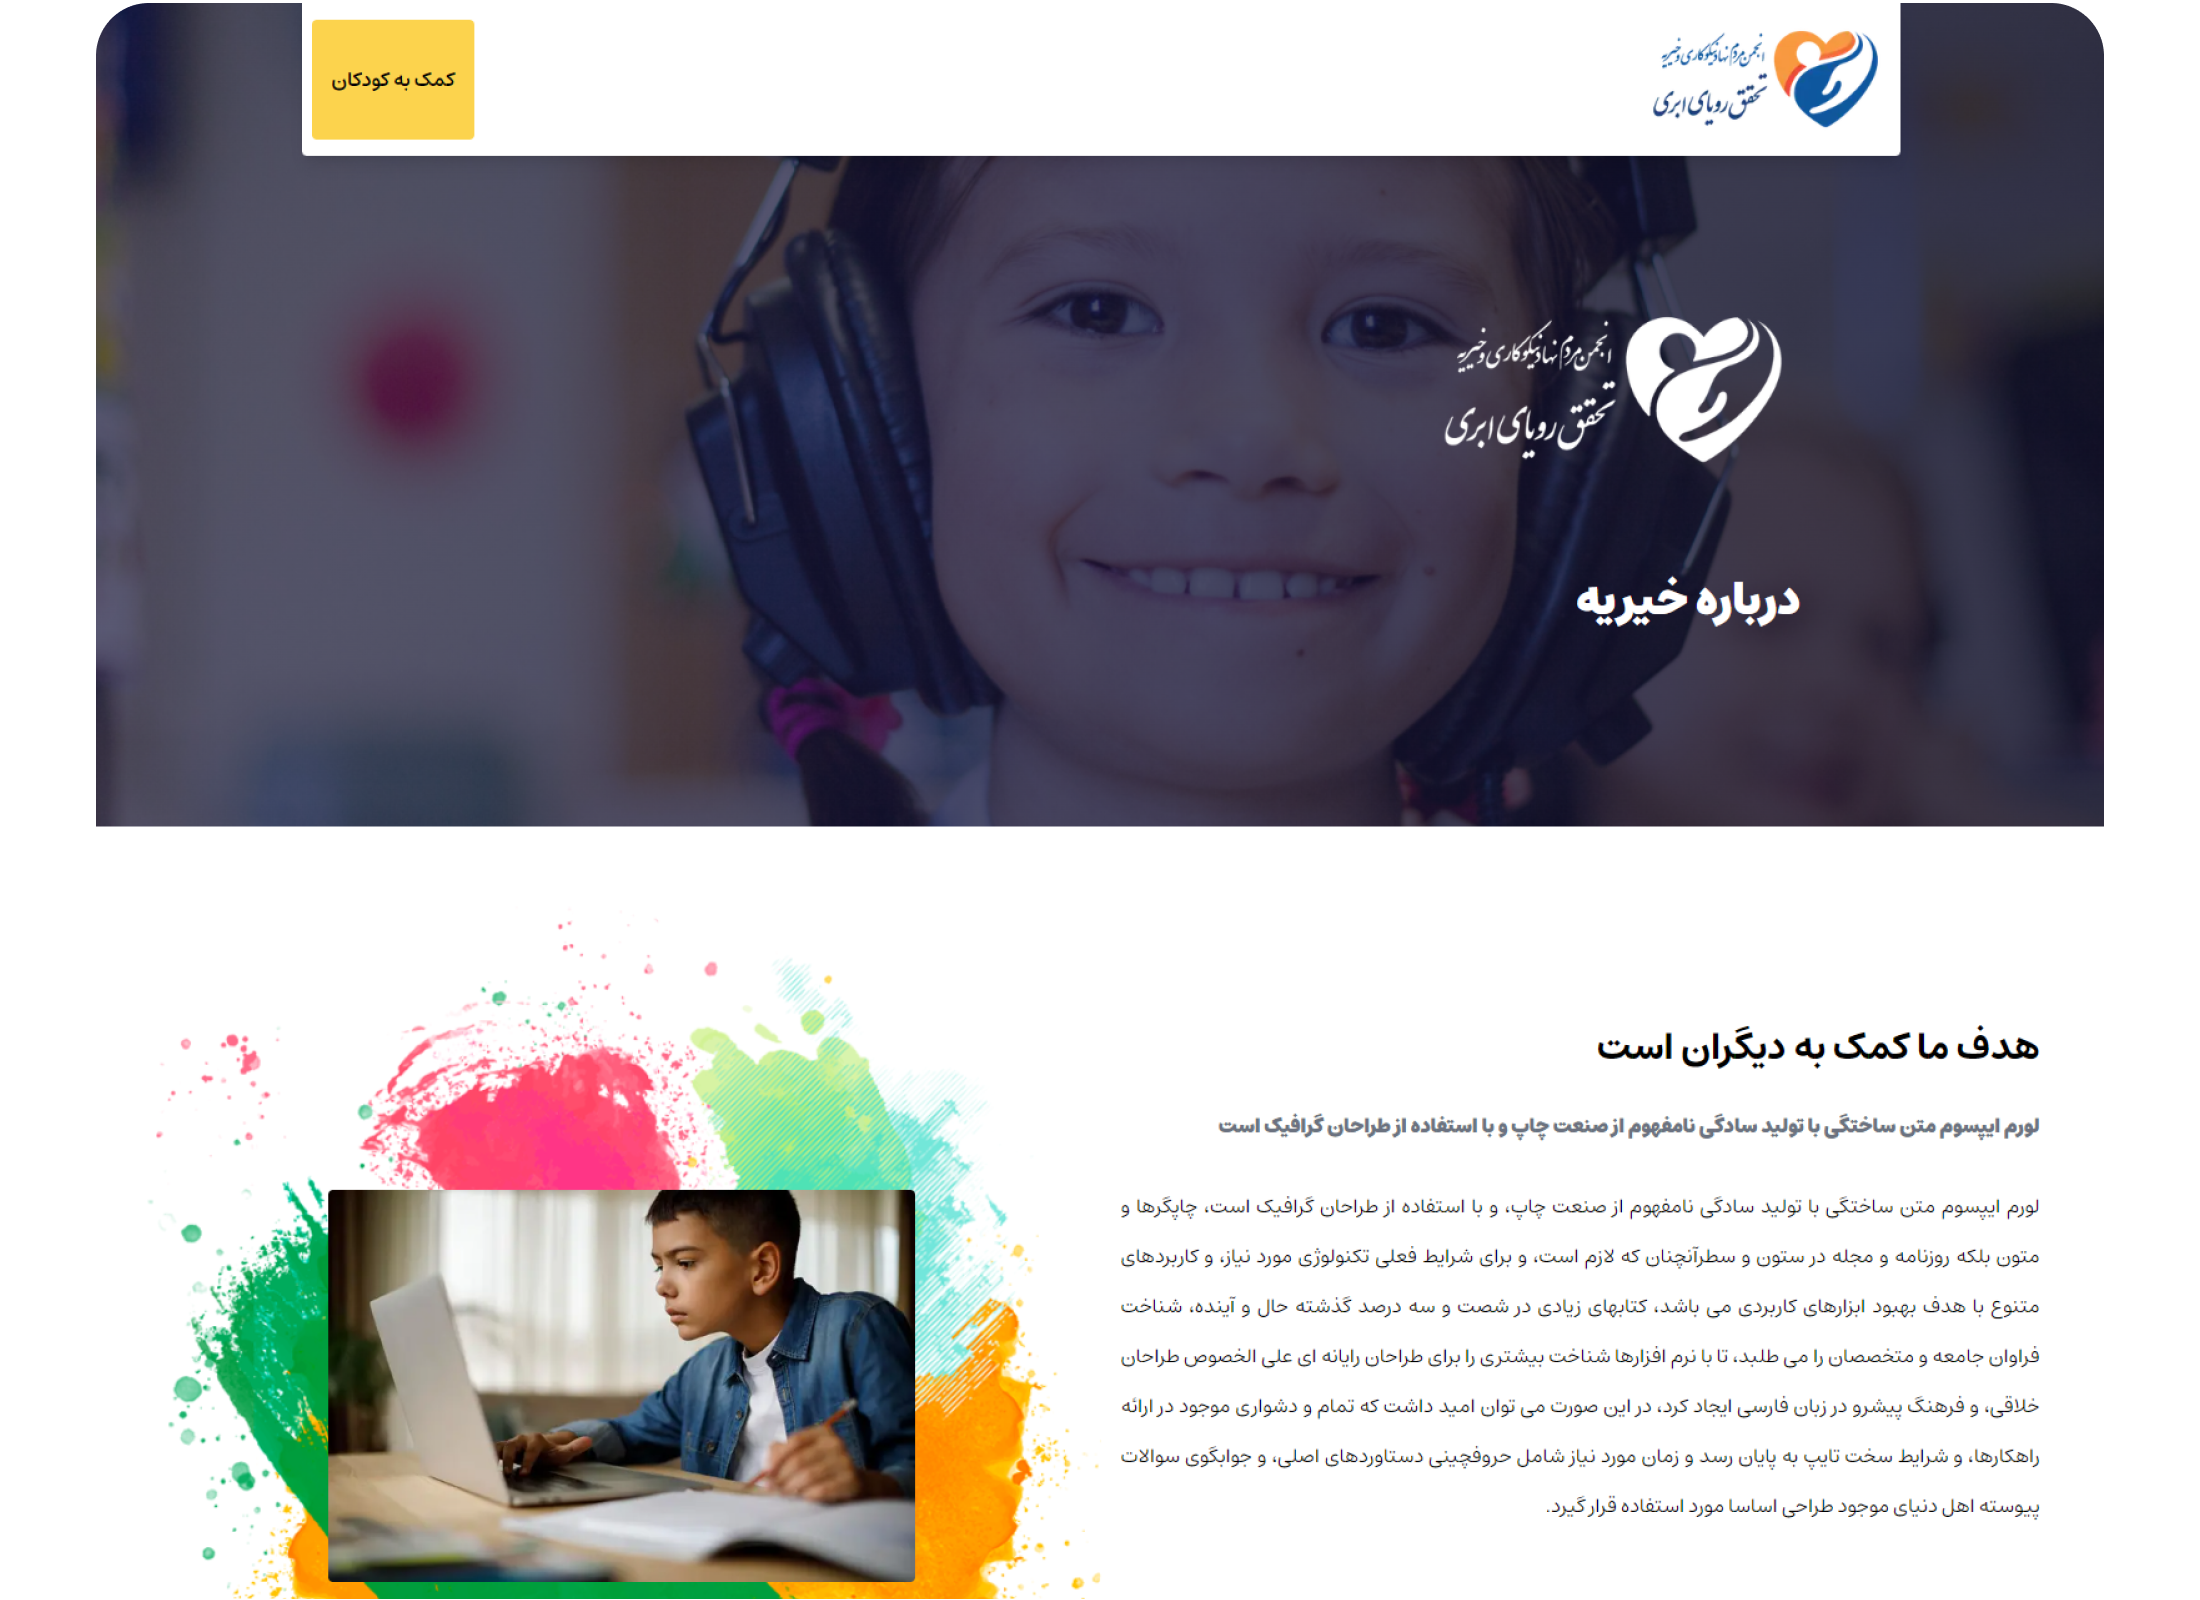 انجمن مردم نهاد نیکوکاری و خیریه
تحقق رویای ابری
کمک به کودکان
انجمن مردم نهاد نیکوکاری و خیریه
تحقق رویای ابری
درباره خیریه
هدف ما کمک به دیگران است
لورم ایپسوم متن ساختگی با تولید سادگی نامفهوم از صنعت چاپ و با استفاده از طراحان گرافیک است
لورم ایپسوم متن ساختگی با تولید سادگی نامفهوم از صنعت چاپ، و با استفاده از طراحان گرافیک است، چاپگرها و
متون بلکه روزنامه و مجله در ستون و سطرآنچنان که لازم است، و برای شرایط فعلی تکنولوژی مورد نیاز، و کاربردهای
متنوع با هدف بهبود ابزارهای کاربردی می باشد، کتابهای زیادی در شصت و سه درصد گذشته حال و آینده، شناخت
فراوان جامعه و متخصصان را می طلبد، تا با نرم افزارها شناخت بیشتری را برای طراحان رایانه ای علی الخصوص طراحان
خلاقی، و فرهنگ پیشرو در زبان فارسی ایجاد کرد، در این صورت می توان امید داشت که تمام و دشواری موجود در ارائه
راهکارها، و شرایط سخت تایپ به پایان رسد و زمان مورد نیاز شامل حروفچینی دستاوردهای اصلی، و جوابگوی سوالات
پیوسته اهل دنیای موجود طراحی اساسا مورد استفاده قرار گیرد.